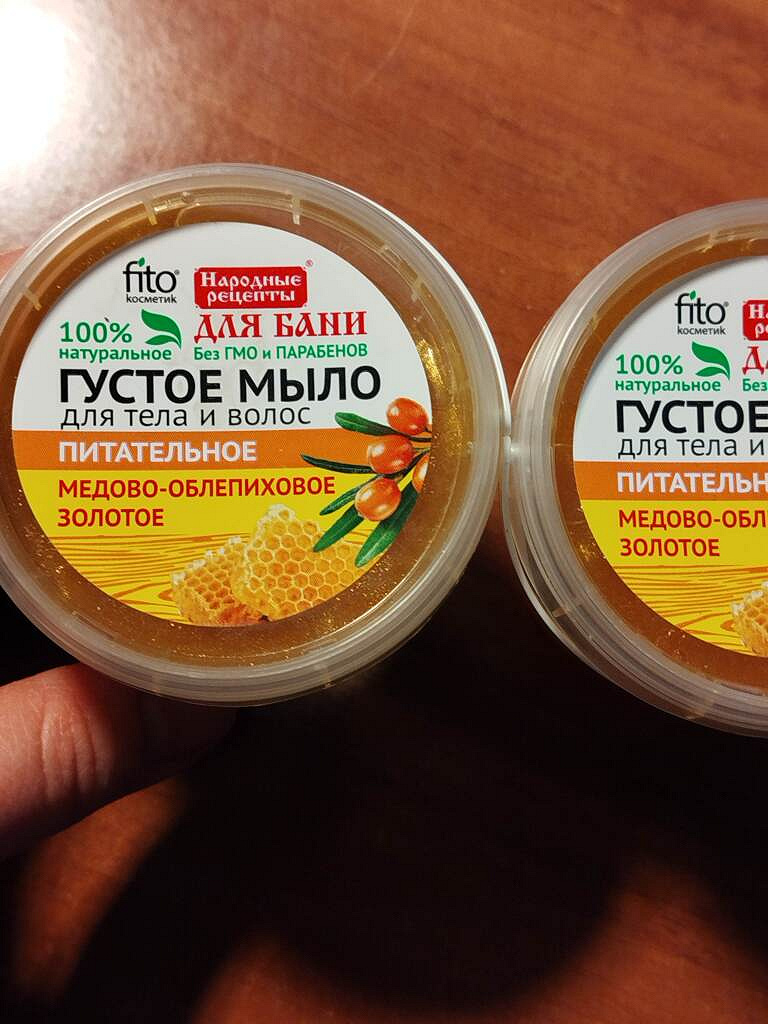 fito®
косметик
Народные®
рецепты
100%
натуральное
ДЛЯ БАНИ
Без ГМО и ПАРАБЕНОВ
ГУСТОЕ МЫЛО
для тела и волос
ПИТАТЕЛЬНОЕ
МЕДОВО-ОБЛЕПИХОВОЕ
ЗОЛОТОЕ
fito®
косметик
100%
натуральное
Без
ГУСТОЕ
для тела и
ПИТАТЕЛЬН
МЕДОВО-ОБЛ
ЗОЛОТОЕ